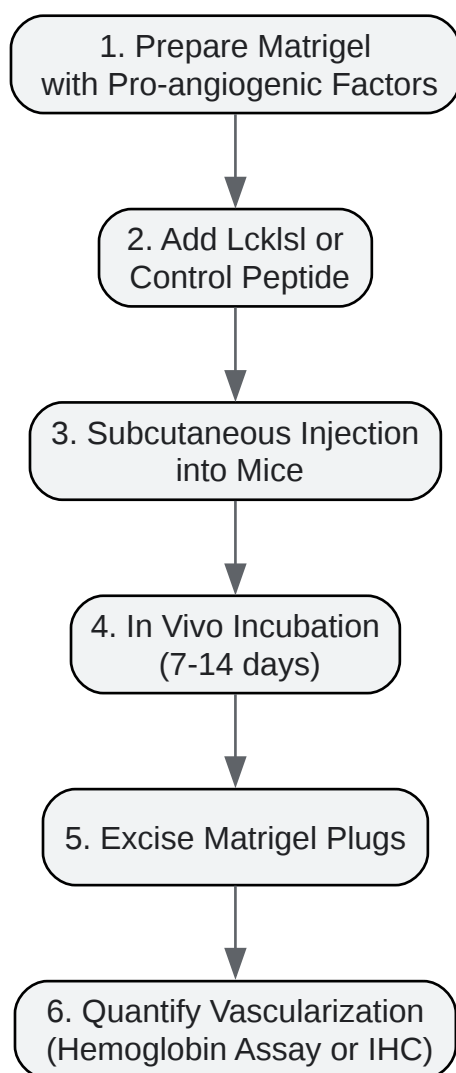 1. Prepare Matrigel
with Pro-angiogenic Factors
2. Add Lcklsl or
Control Peptide
3. Subcutaneous Injection
into Mice
4. In Vivo Incubation
(7-14 days)
5. Excise Matrigel Plugs
6. Quantify Vascularization
(Hemoglobin Assay or IHC)